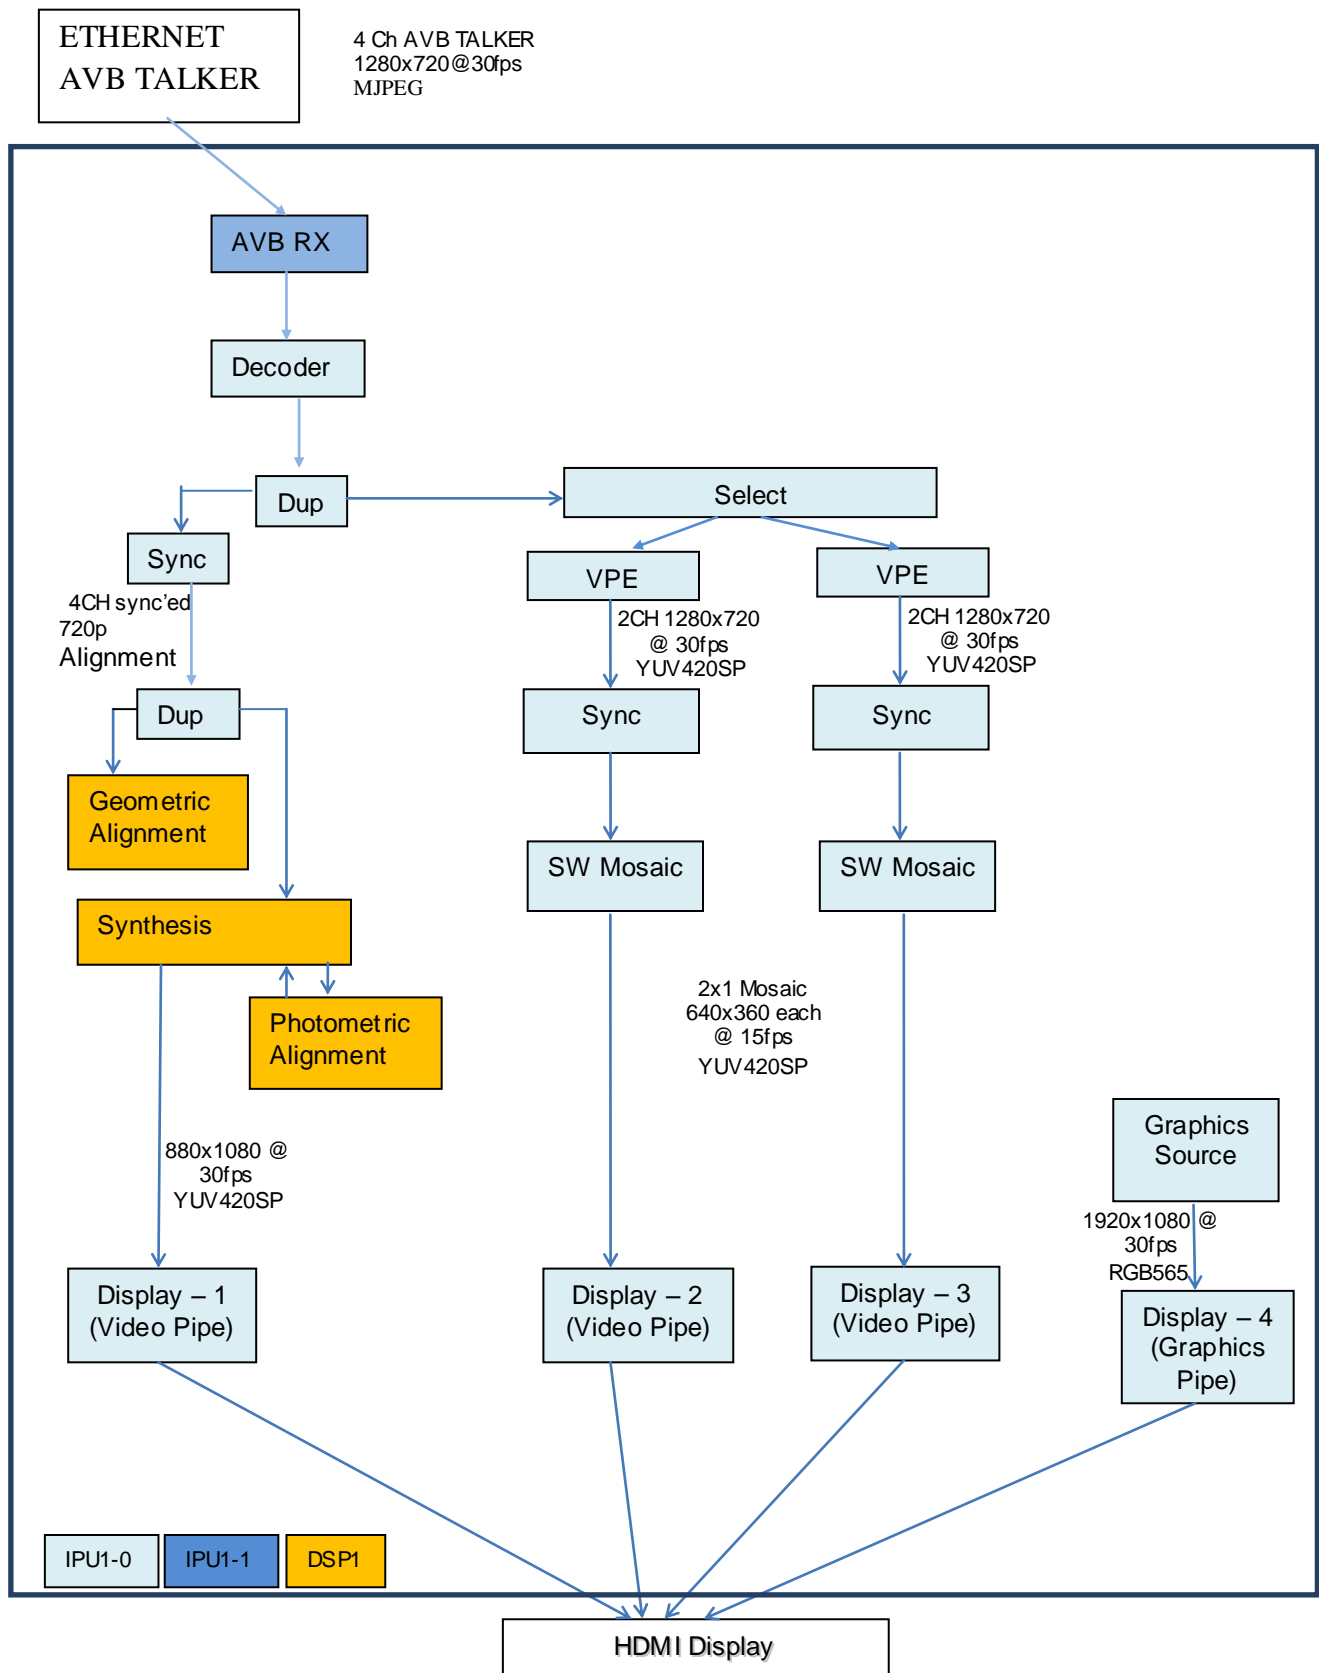 ETHERNET
AVB TALKER
4 Ch AVB TALKER
1280x720@30fps
MJPEG
AVB RX
Decoder
Dup
Select
Sync
VPE
VPE
4CH sync’ed
720p
Alignment
2CH 1280x720
@ 30fps
YUV420SP
2CH 1280x720
@ 30fps
YUV420SP
Dup
Sync
Sync
Geometric
Alignment
SW Mosaic
SW Mosaic
Synthesis
2x1 Mosaic
640x360 each
@ 15fps
YUV420SP
Photometric
Alignment
880x1080 @
30fps
YUV420SP
Graphics
Source
1920x1080 @
30fps
RGB565
Display – 1
(Video Pipe)
Display – 2
(Video Pipe)
Display – 3
(Video Pipe)
Display – 4
(Graphics
Pipe)
IPU1-0
IPU1-1
DSP1
HDMI Display